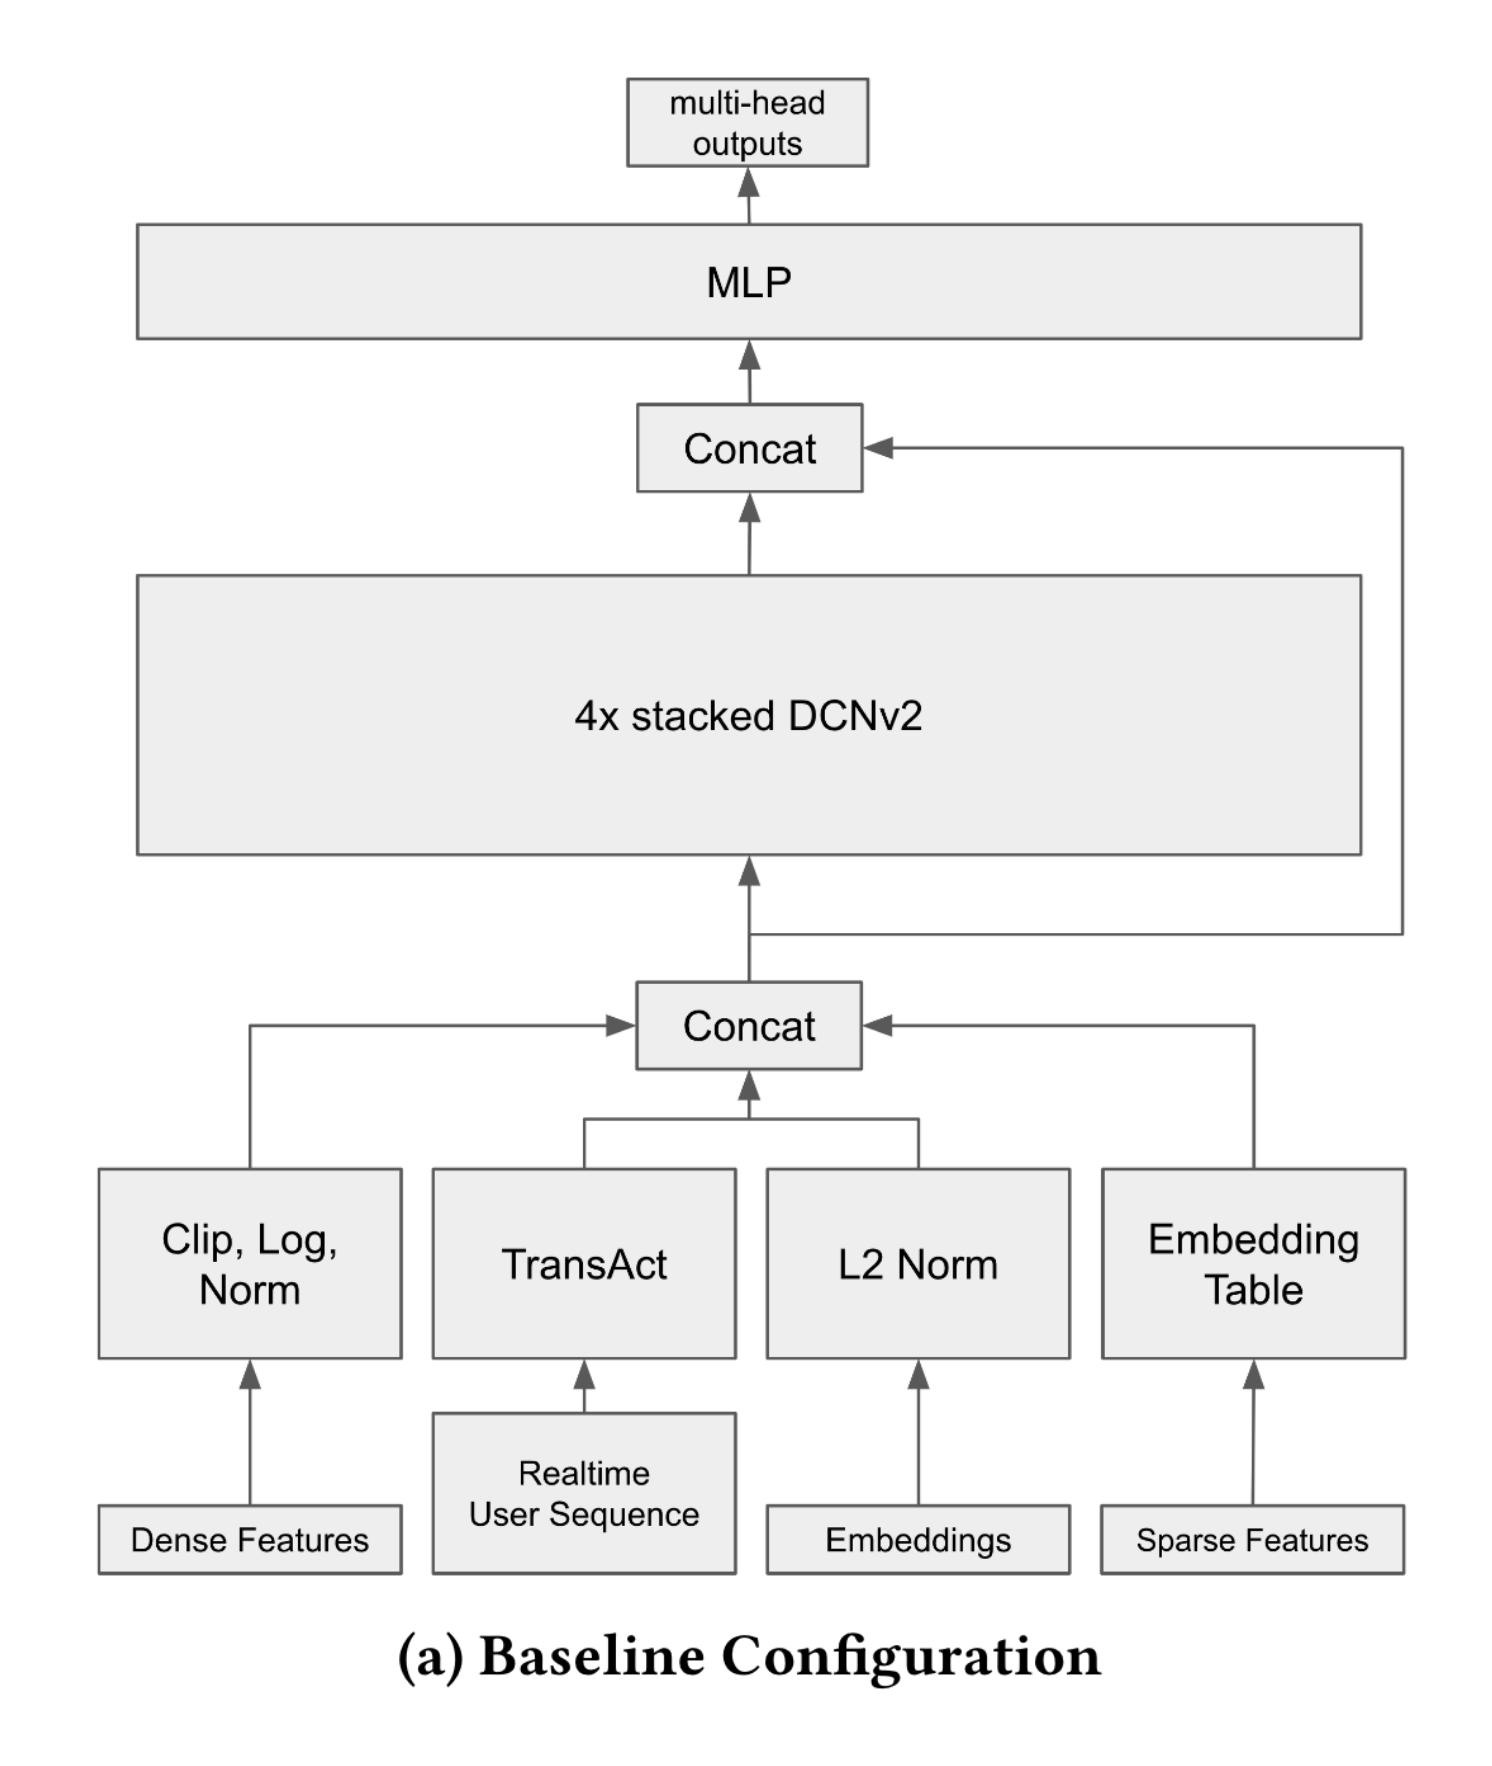 multi-head
outputs
MLP
Concat
4x stacked DCNv2
Concat
Clip, Log,
Norm
TransAct
L2 Norm
Embedding
Table
Realtime
User Sequence
Dense Features
Embeddings
Sparse Features
(a) Baseline Configuration